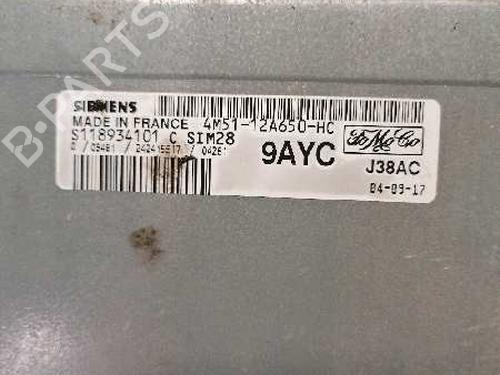 B-PARTS
SIEMENS
MADE IN FRANCE 4M51-12A650-HC
S118934101 C SIM28
9AYC
FoMoCo
J38AC
04-09-17